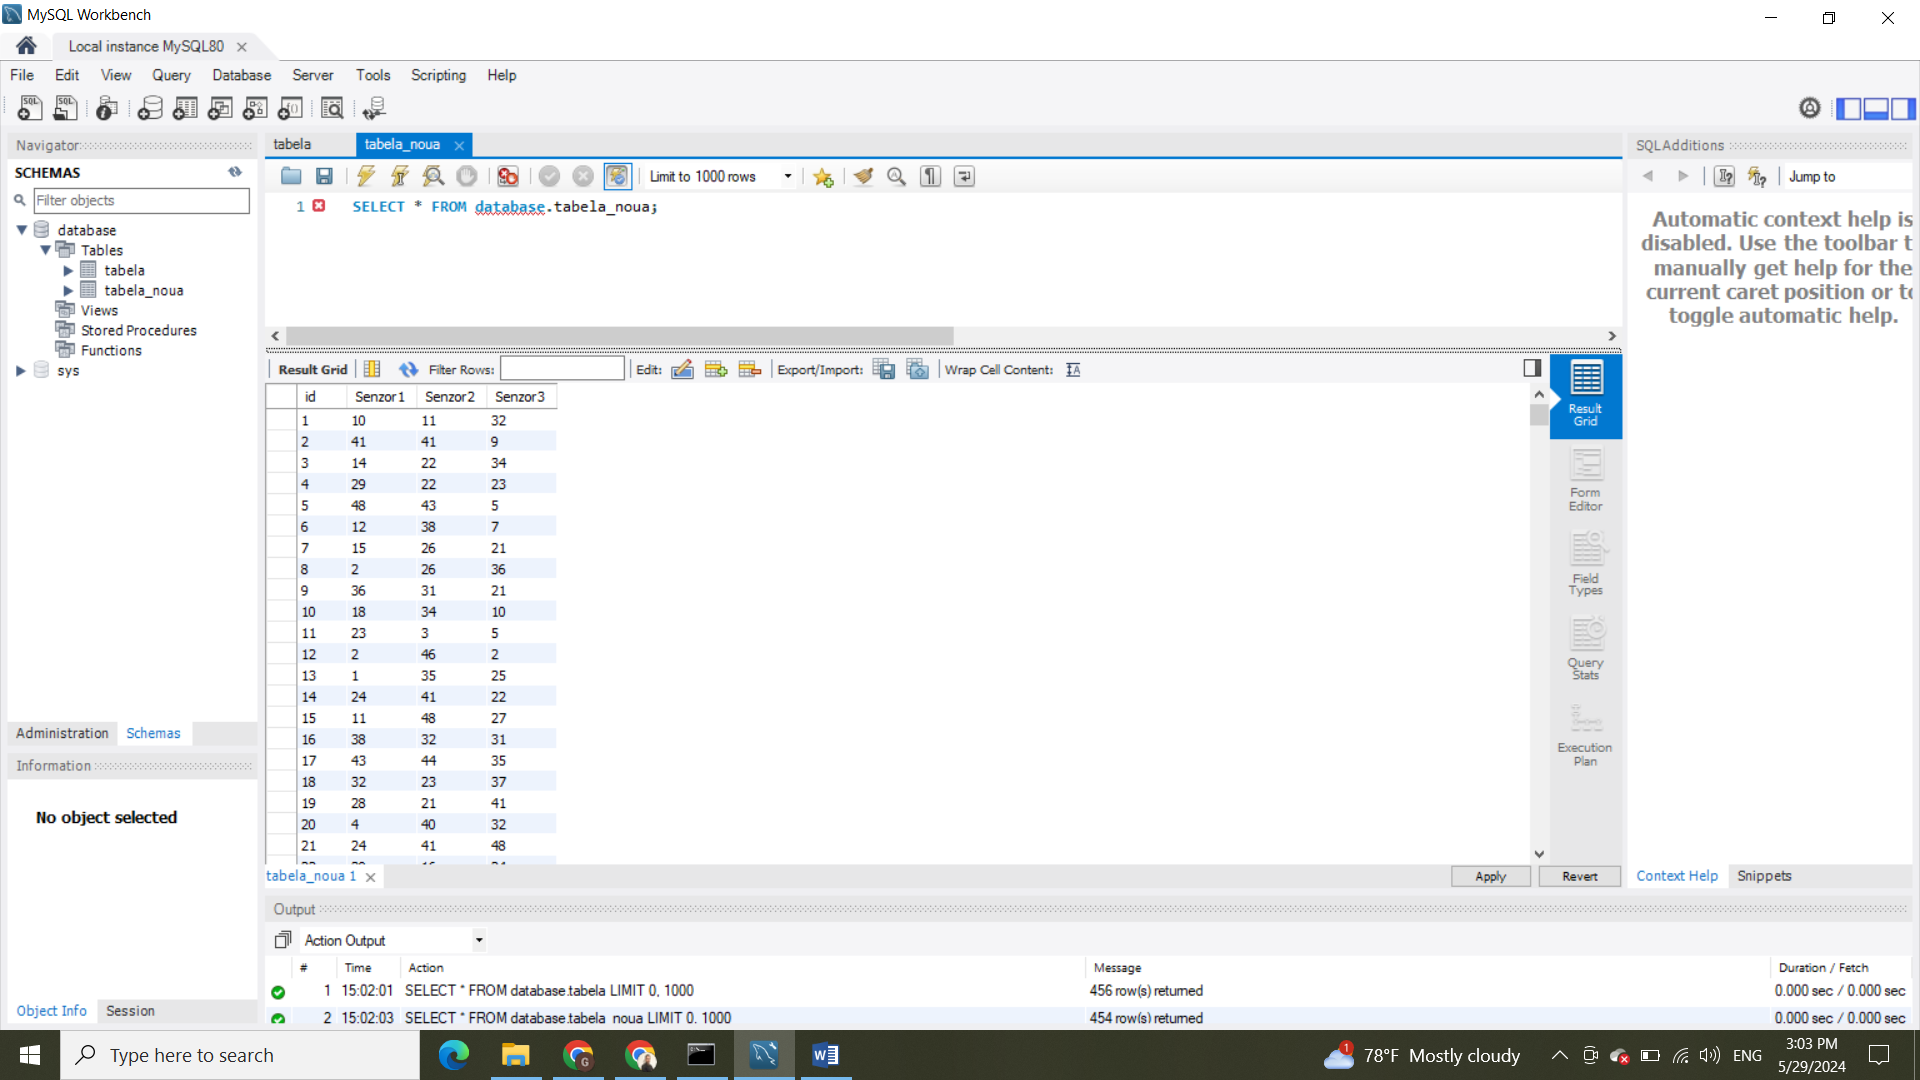 MySQL Workbench
Local instance MySQL80
File Edit View Query Database Server Tools Scripting Help
Navigator
SCHEMAS
Filter objects
database
Tables
tabela
tabela_noua
Views
Stored Procedures
Functions
sys
Administration Schemas
Information
No object selected
Object Info Session
tabela tabela_noua
Limit to 1000 rows
1 SELECT * FROM database.tabela_noua;
Result Grid Filter Rows: Edit: Export/Import: Wrap Cell Content:
id Senzor1 Senzor2 Senzor3
1 10 11 32
2 41 41 9
3 14 22 34
4 29 22 23
5 48 43 5
6 12 38 7
7 15 26 21
8 2 26 36
9 36 31 21
10 18 34 10
11 23 3 5
12 2 46 2
13 1 35 25
14 24 41 22
15 11 48 27
16 38 32 31
17 43 44 35
18 32 23 37
19 28 21 41
20 4 40 32
21 24 41 48
Result
Grid
Form
Editor
Field
Types
Query
Stats
Execution
Plan
tabela_noua 1
Apply Revert
SQLAdditions
Jump to
Automatic context help is
disabled. Use the toolbar t
manually get help for the
current caret position or to
toggle automatic help.
Context Help Snippets
Output
Action Output
# Time Action Message Duration / Fetch
1 15:02:01 SELECT * FROM database.tabela LIMIT 0, 1000 456 row(s) returned 0.000 sec / 0.000 sec
2 15:02:03 SELECT * FROM database.tabela_noua LIMIT 0, 1000 454 row(s) returned 0.000 sec / 0.000 sec
Type here to search
G
1
78°F Mostly cloudy
ENG
3:03 PM
5/29/2024